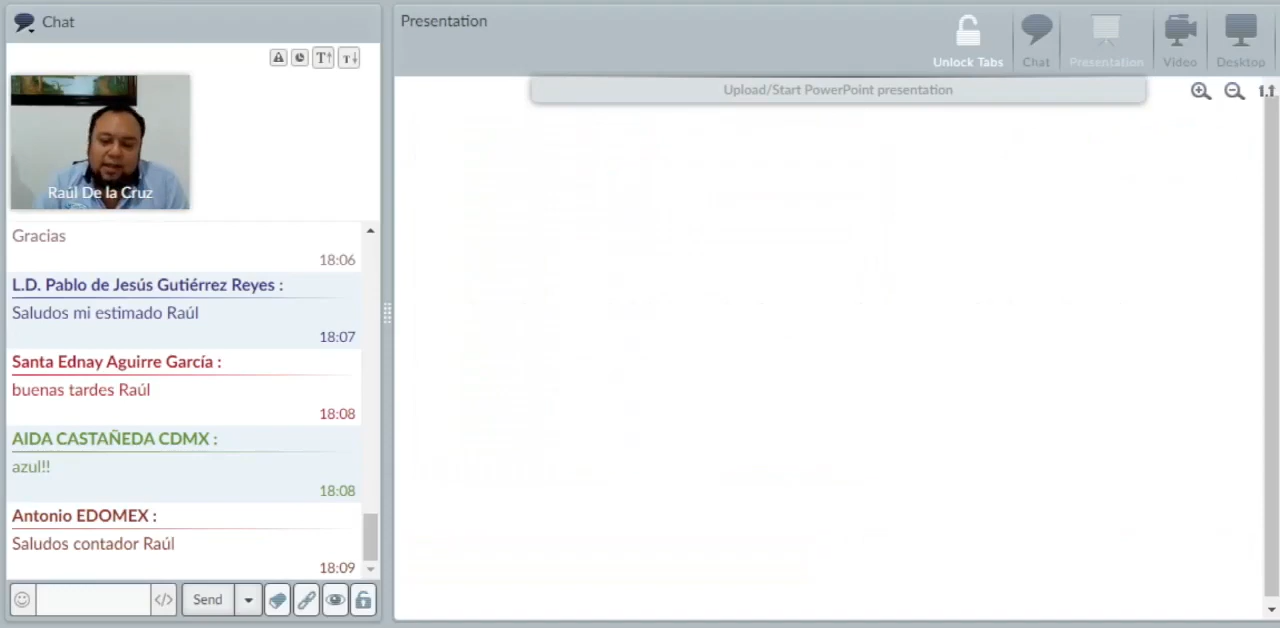 Chat
Presentation
Unlock Tabs
Chat
Presentation
Video
Desktop
Upload/Start PowerPoint presentation
1:1
T
T
Raúl De la Cruz
Gracias
18:06
L.D. Pablo de Jesús Gutiérrez Reyes :
Saludos mi estimado Raúl
18:07
Santa Ednay Aguirre García :
buenas tardes Raúl
18:08
AIDA CASTAÑEDA CDMX :
azul!!
18:08
Antonio EDOMEX :
Saludos contador Raúl
18:09
</> Send